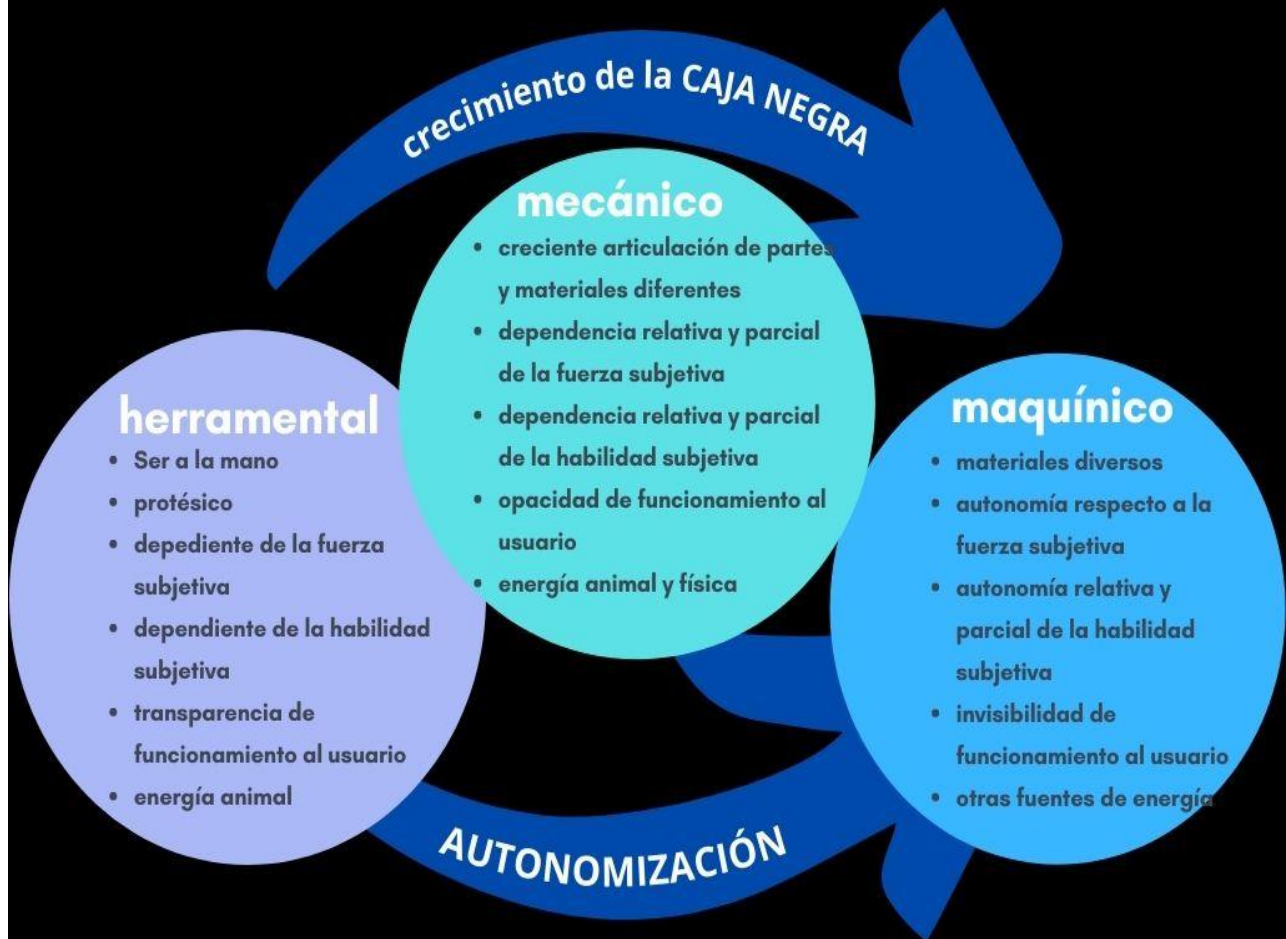 crecimiento de la CAJA NEGRA
mecánico
• creciente articulación de partes
y materiales diferentes
• dependencia relativa y parcial
de la fuerza subjetiva
• dependencia relativa y parcial
de la habilidad subjetiva
• opacidad de funcionamiento al
usuario
• energía animal y física
herramental
• Ser a la mano
• protésico
• depediente de la fuerza
subjetiva
• dependiente de la habilidad
subjetiva
• transparencia de
funcionamiento al usuario
• energía animal
maquínico
• materiales diversos
• autonomía respecto a la
fuerza subjetiva
• autonomía relativa y
parcial de la habilidad
subjetiva
• invisibilidad de
funcionamiento al usuario
• otras fuentes de energía
AUTONOMIZACIÓN